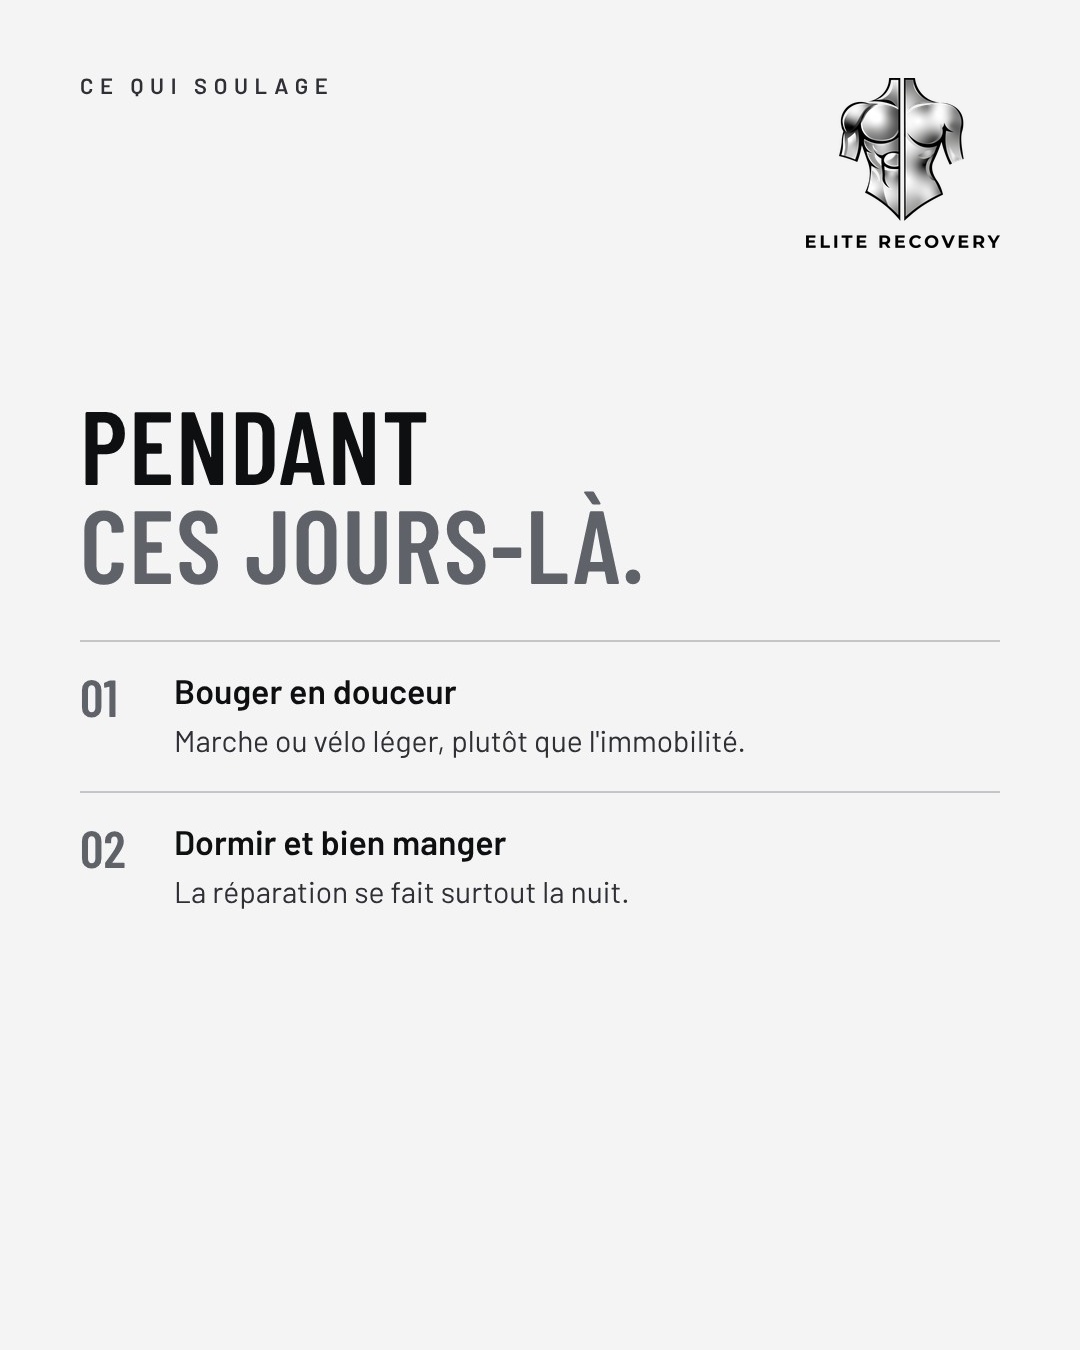 CE QUI SOULAGE
ELITE RECOVERY
PENDANT
CES JOURS-LÀ.
01
Bouger en douceur
Marche ou vélo léger, plutôt que l'immobilité.
02
Dormir et bien manger
La réparation se fait surtout la nuit.